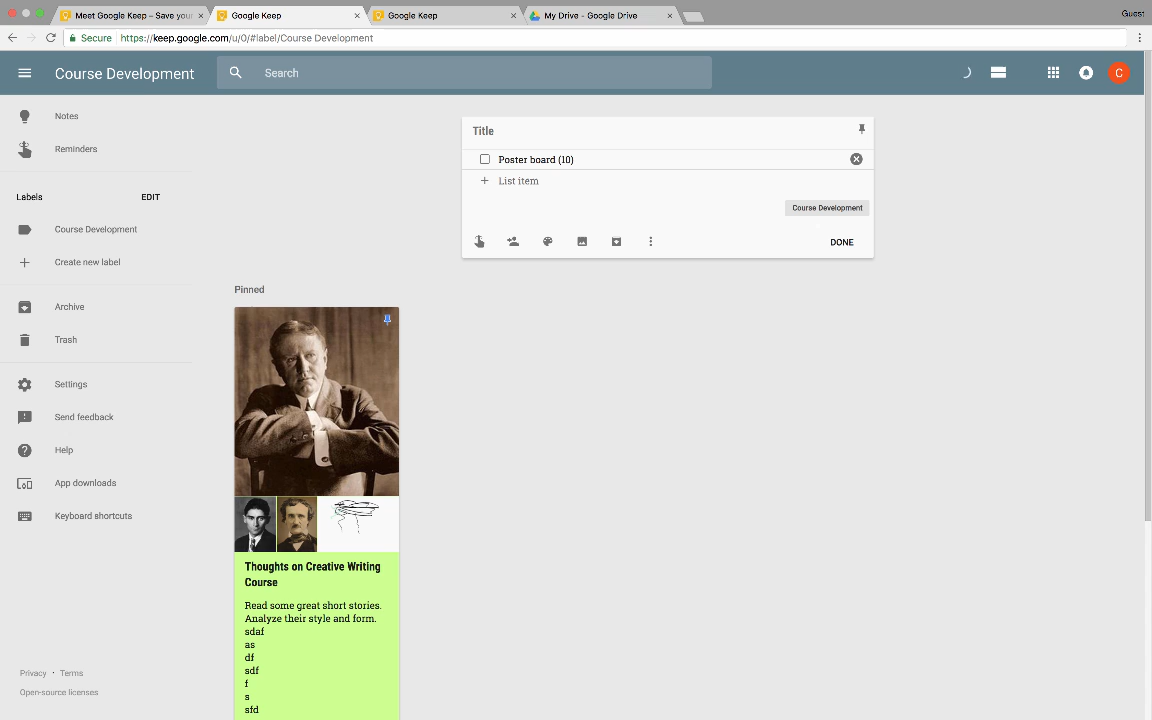 Meet Google Keep – Save your
Google Keep
Google Keep
My Drive - Google Drive
Guest
Secure
https://keep.google.com/u/0/#label/Course Development
Course Development
Search
C
Notes
Reminders
Labels
EDIT
Course Development
Create new label
Archive
Trash
Settings
Send feedback
Help
App downloads
Keyboard shortcuts
Privacy · Terms
Open-source licenses
Title
Poster board (10)
List item
Course Development
DONE
Pinned
Thoughts on Creative Writing
Course
Read some great short stories.
Analyze their style and form.
sdaf
as
df
sdf
f
s
sfd